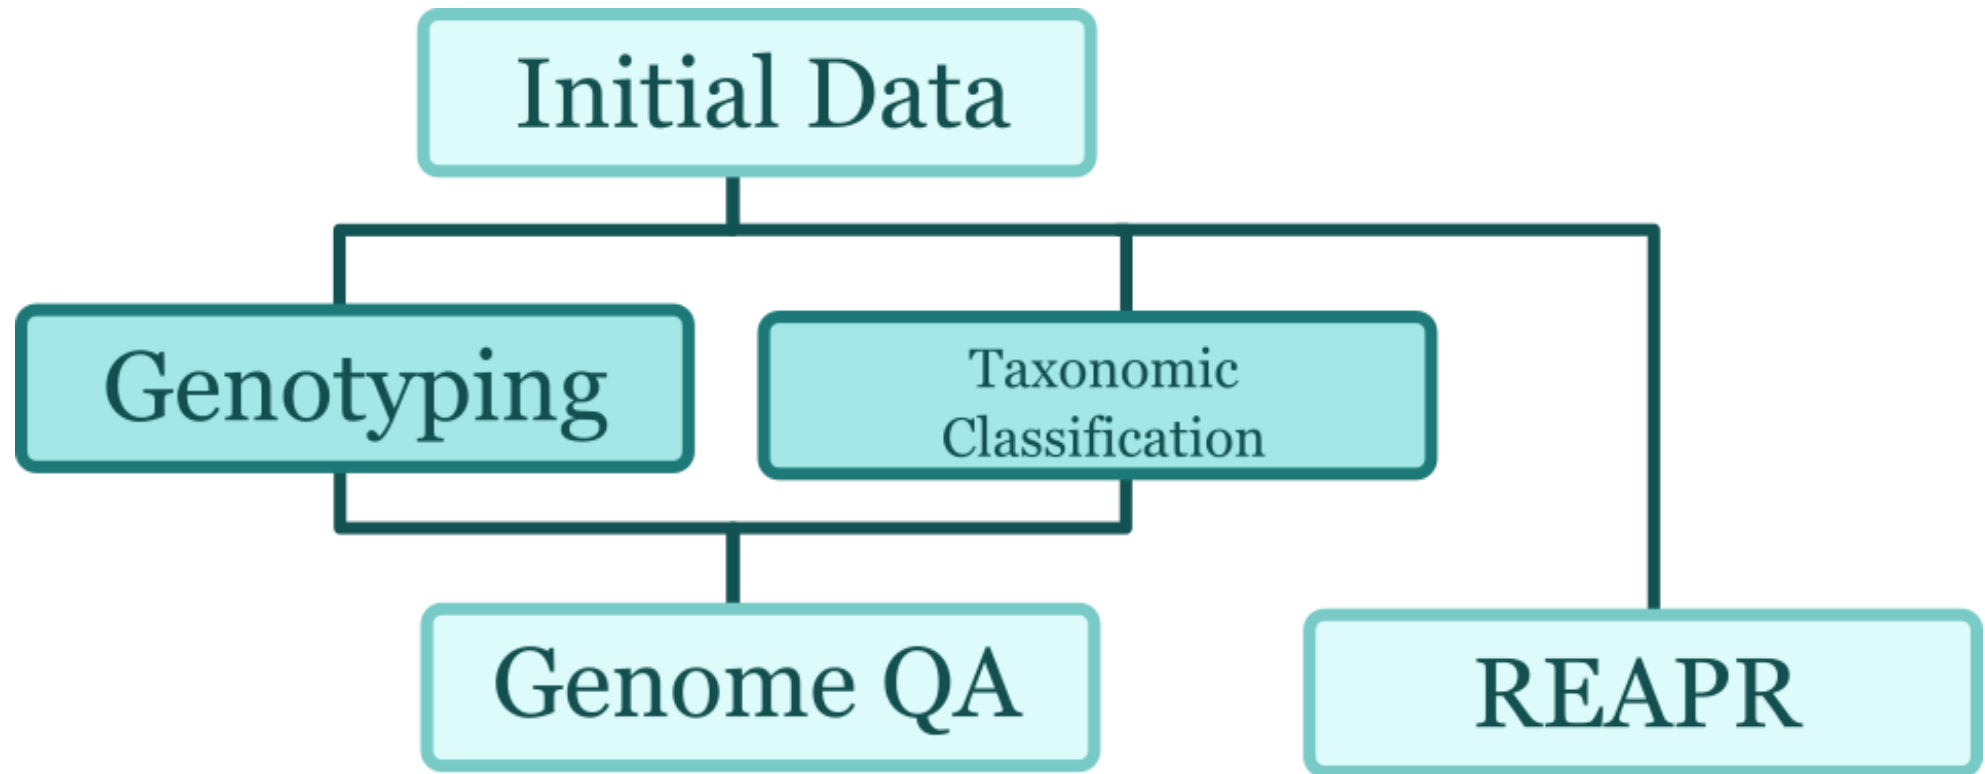 Initial Data
Genotyping
Taxonomic
Classification
Genome QA
REAPR